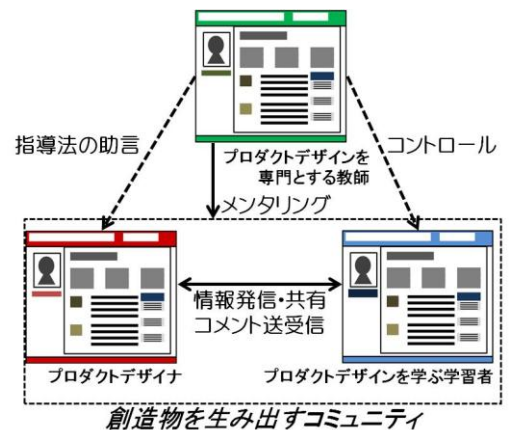 指導法の助言
コントロール
プロダクトデザインを
専門とする教師
メンタリング
情報発信・共有
コメント送受信
プロダクトデザイナ
プロダクトデザインを学ぶ学習者
創造物を生み出すコミュニティ